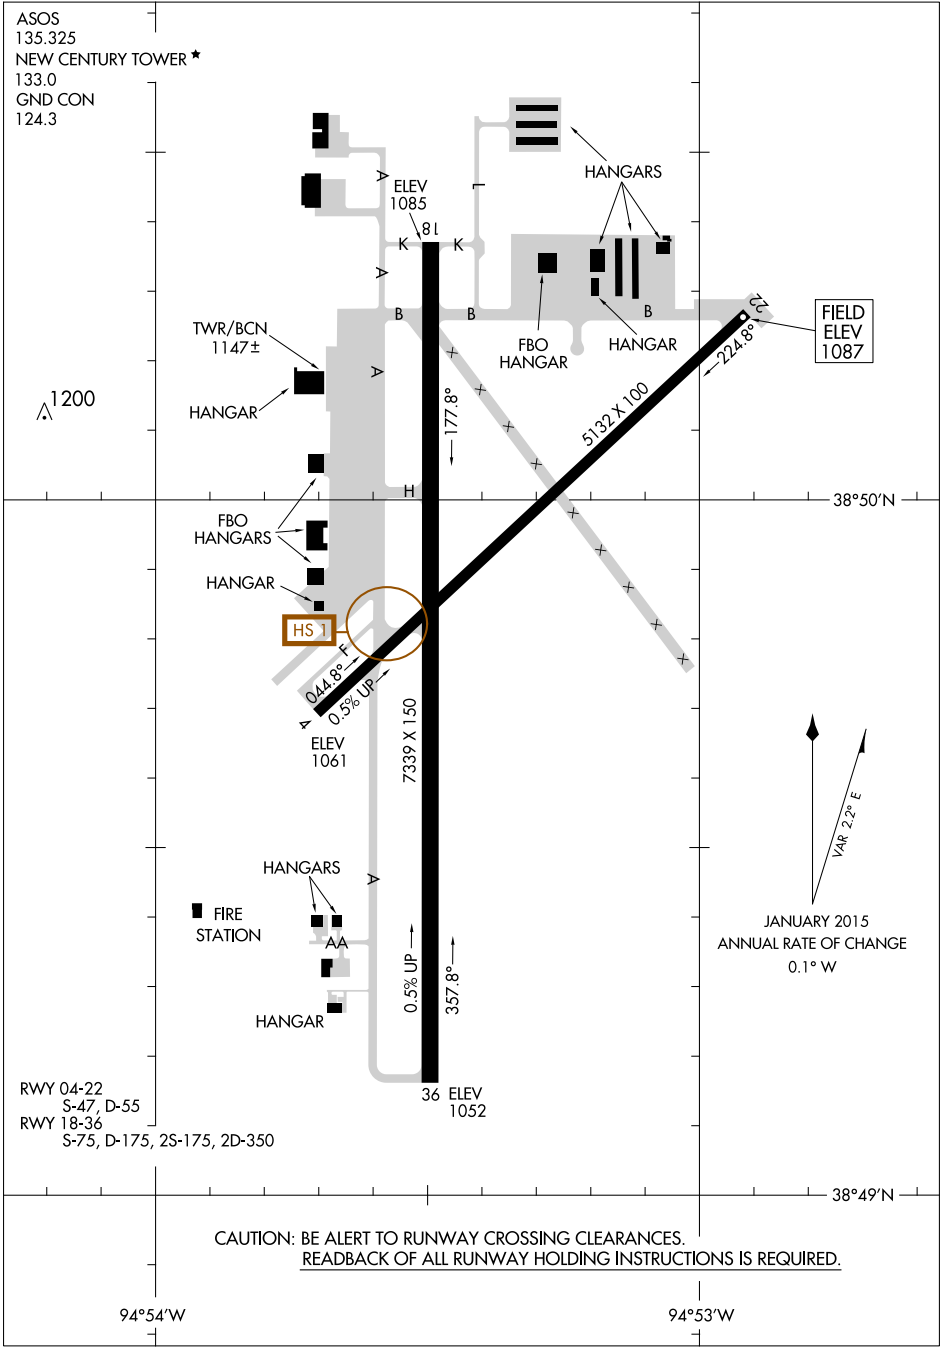 ASOS
135.325
NEW CENTURY TOWER ★
133.0
GND CON
124.3
A
ELEV
1085
18
L
HANGARS
K
K
A
B
B
B
22
FIELD
ELEV
1087
TWR/BCN
1147±
FBO
HANGAR
HANGAR
224.8°
A
HANGAR
1200
5132 X 100
177.8°
X
X
X
X
H
38°50'N
FBO
HANGARS
X
X
X
X
X
HANGAR
HS 1
F
044.8°
0.5% UP
4
ELEV
1061
7339 X 150
VAR 2.2° E
A
HANGARS
FIRE
STATION
AA
JANUARY 2015
ANNUAL RATE OF CHANGE
0.1° W
0.5% UP
357.8°
HANGAR
36
ELEV
1052
RWY 04-22
S-47, D-55
RWY 18-36
S-75, D-175, 2S-175, 2D-350
38°49'N
CAUTION: BE ALERT TO RUNWAY CROSSING CLEARANCES.
READBACK OF ALL RUNWAY HOLDING INSTRUCTIONS IS REQUIRED.
94°54'W
94°53'W